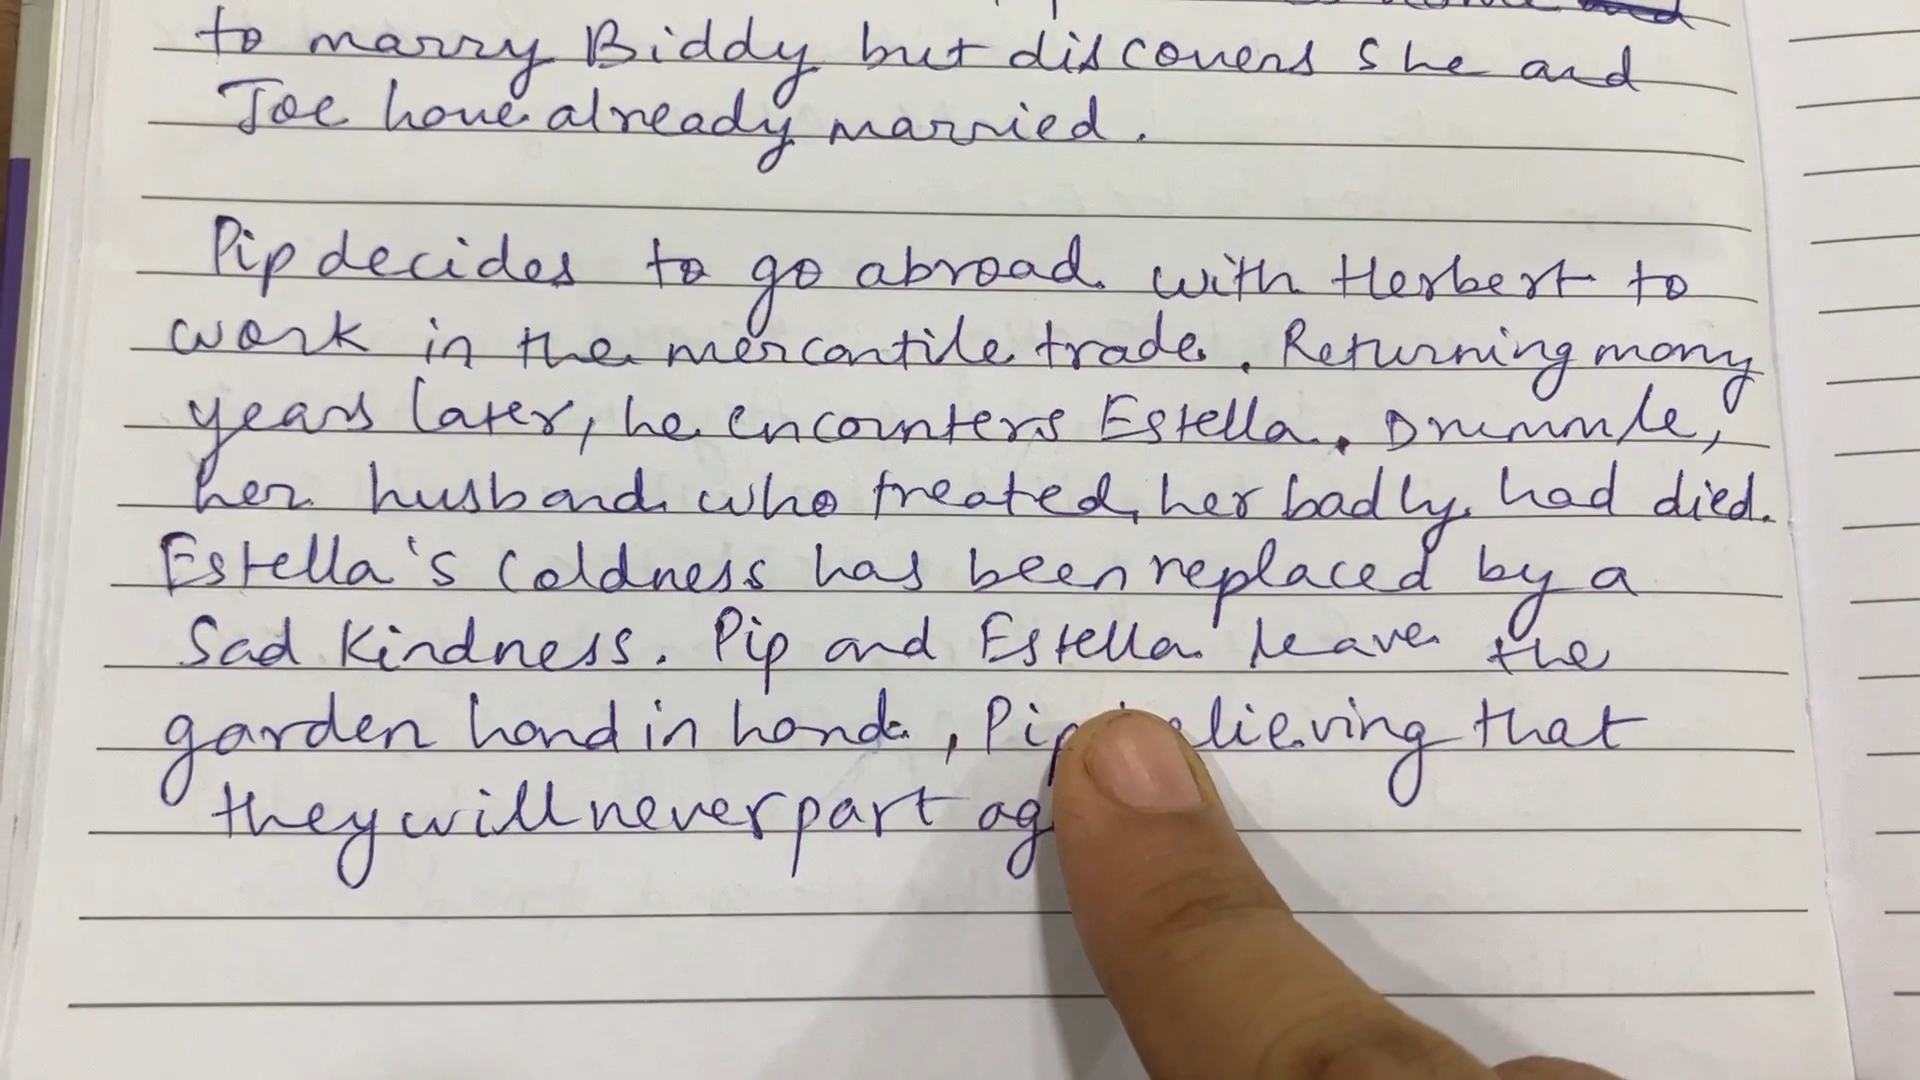 to marry Biddy but discovers she and
Joe have already married.
Pip decides to go abroad with Herbert to
work in the mercantile trade. Returning many
years later, he encounters Estella. Drummle,
her husband who treated her badly had died.
Estella's coldness has been replaced by a
Sad Kindness. Pip and Estella leave the
garden hand in hand, that
they will never part